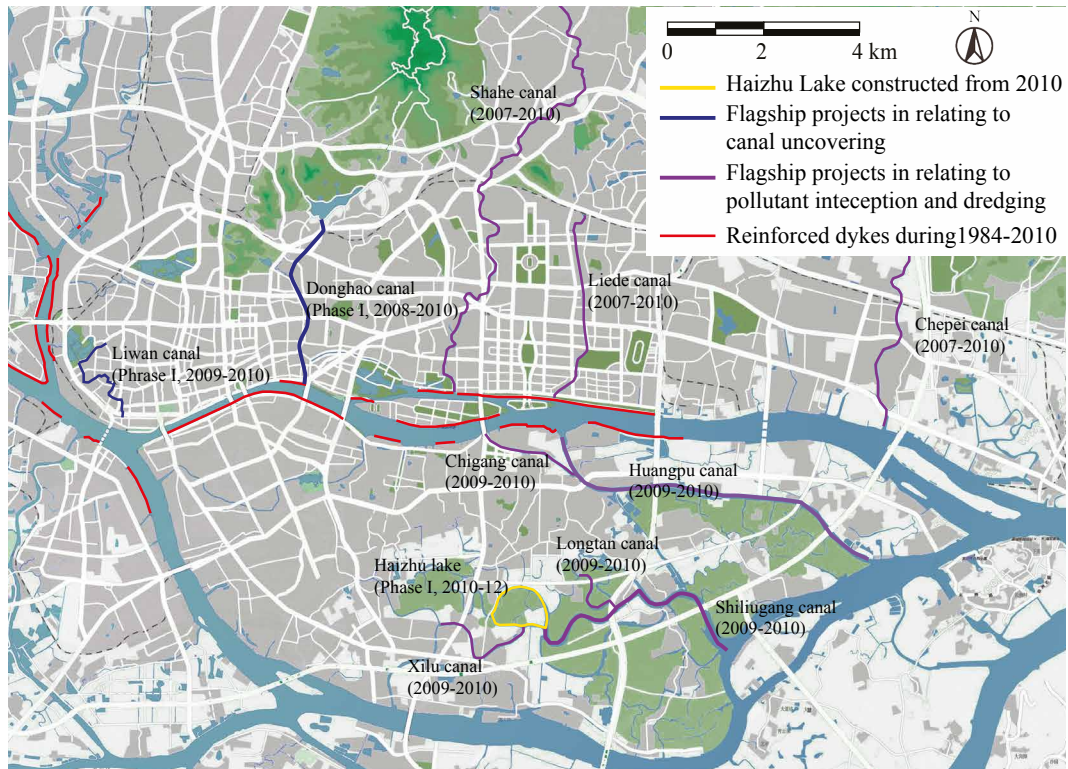 N
0 2 4 km
Haizhu Lake constructed from 2010
Flagship projects in relating to
canal uncovering
Flagship projects in relating to
pollutant inteception and dredging
Reinforced dykes during1984-2010
Shahe canal
(2007-2010)
Donghao canal
(Phase I, 2008-2010)
Liede canal
(2007-2010)
Chepei canal
(2007-2010)
Liwan canal
(Phrase I, 2009-2010)
Chigang canal
(2009-2010)
Huangpu canal
(2009-2010)
Longtan canal
(2009-2010)
Haizhu lake
(Phase I, 2010-12)
Shiliugang canal
(2009-2010)
Xilu canal
(2009-2010)